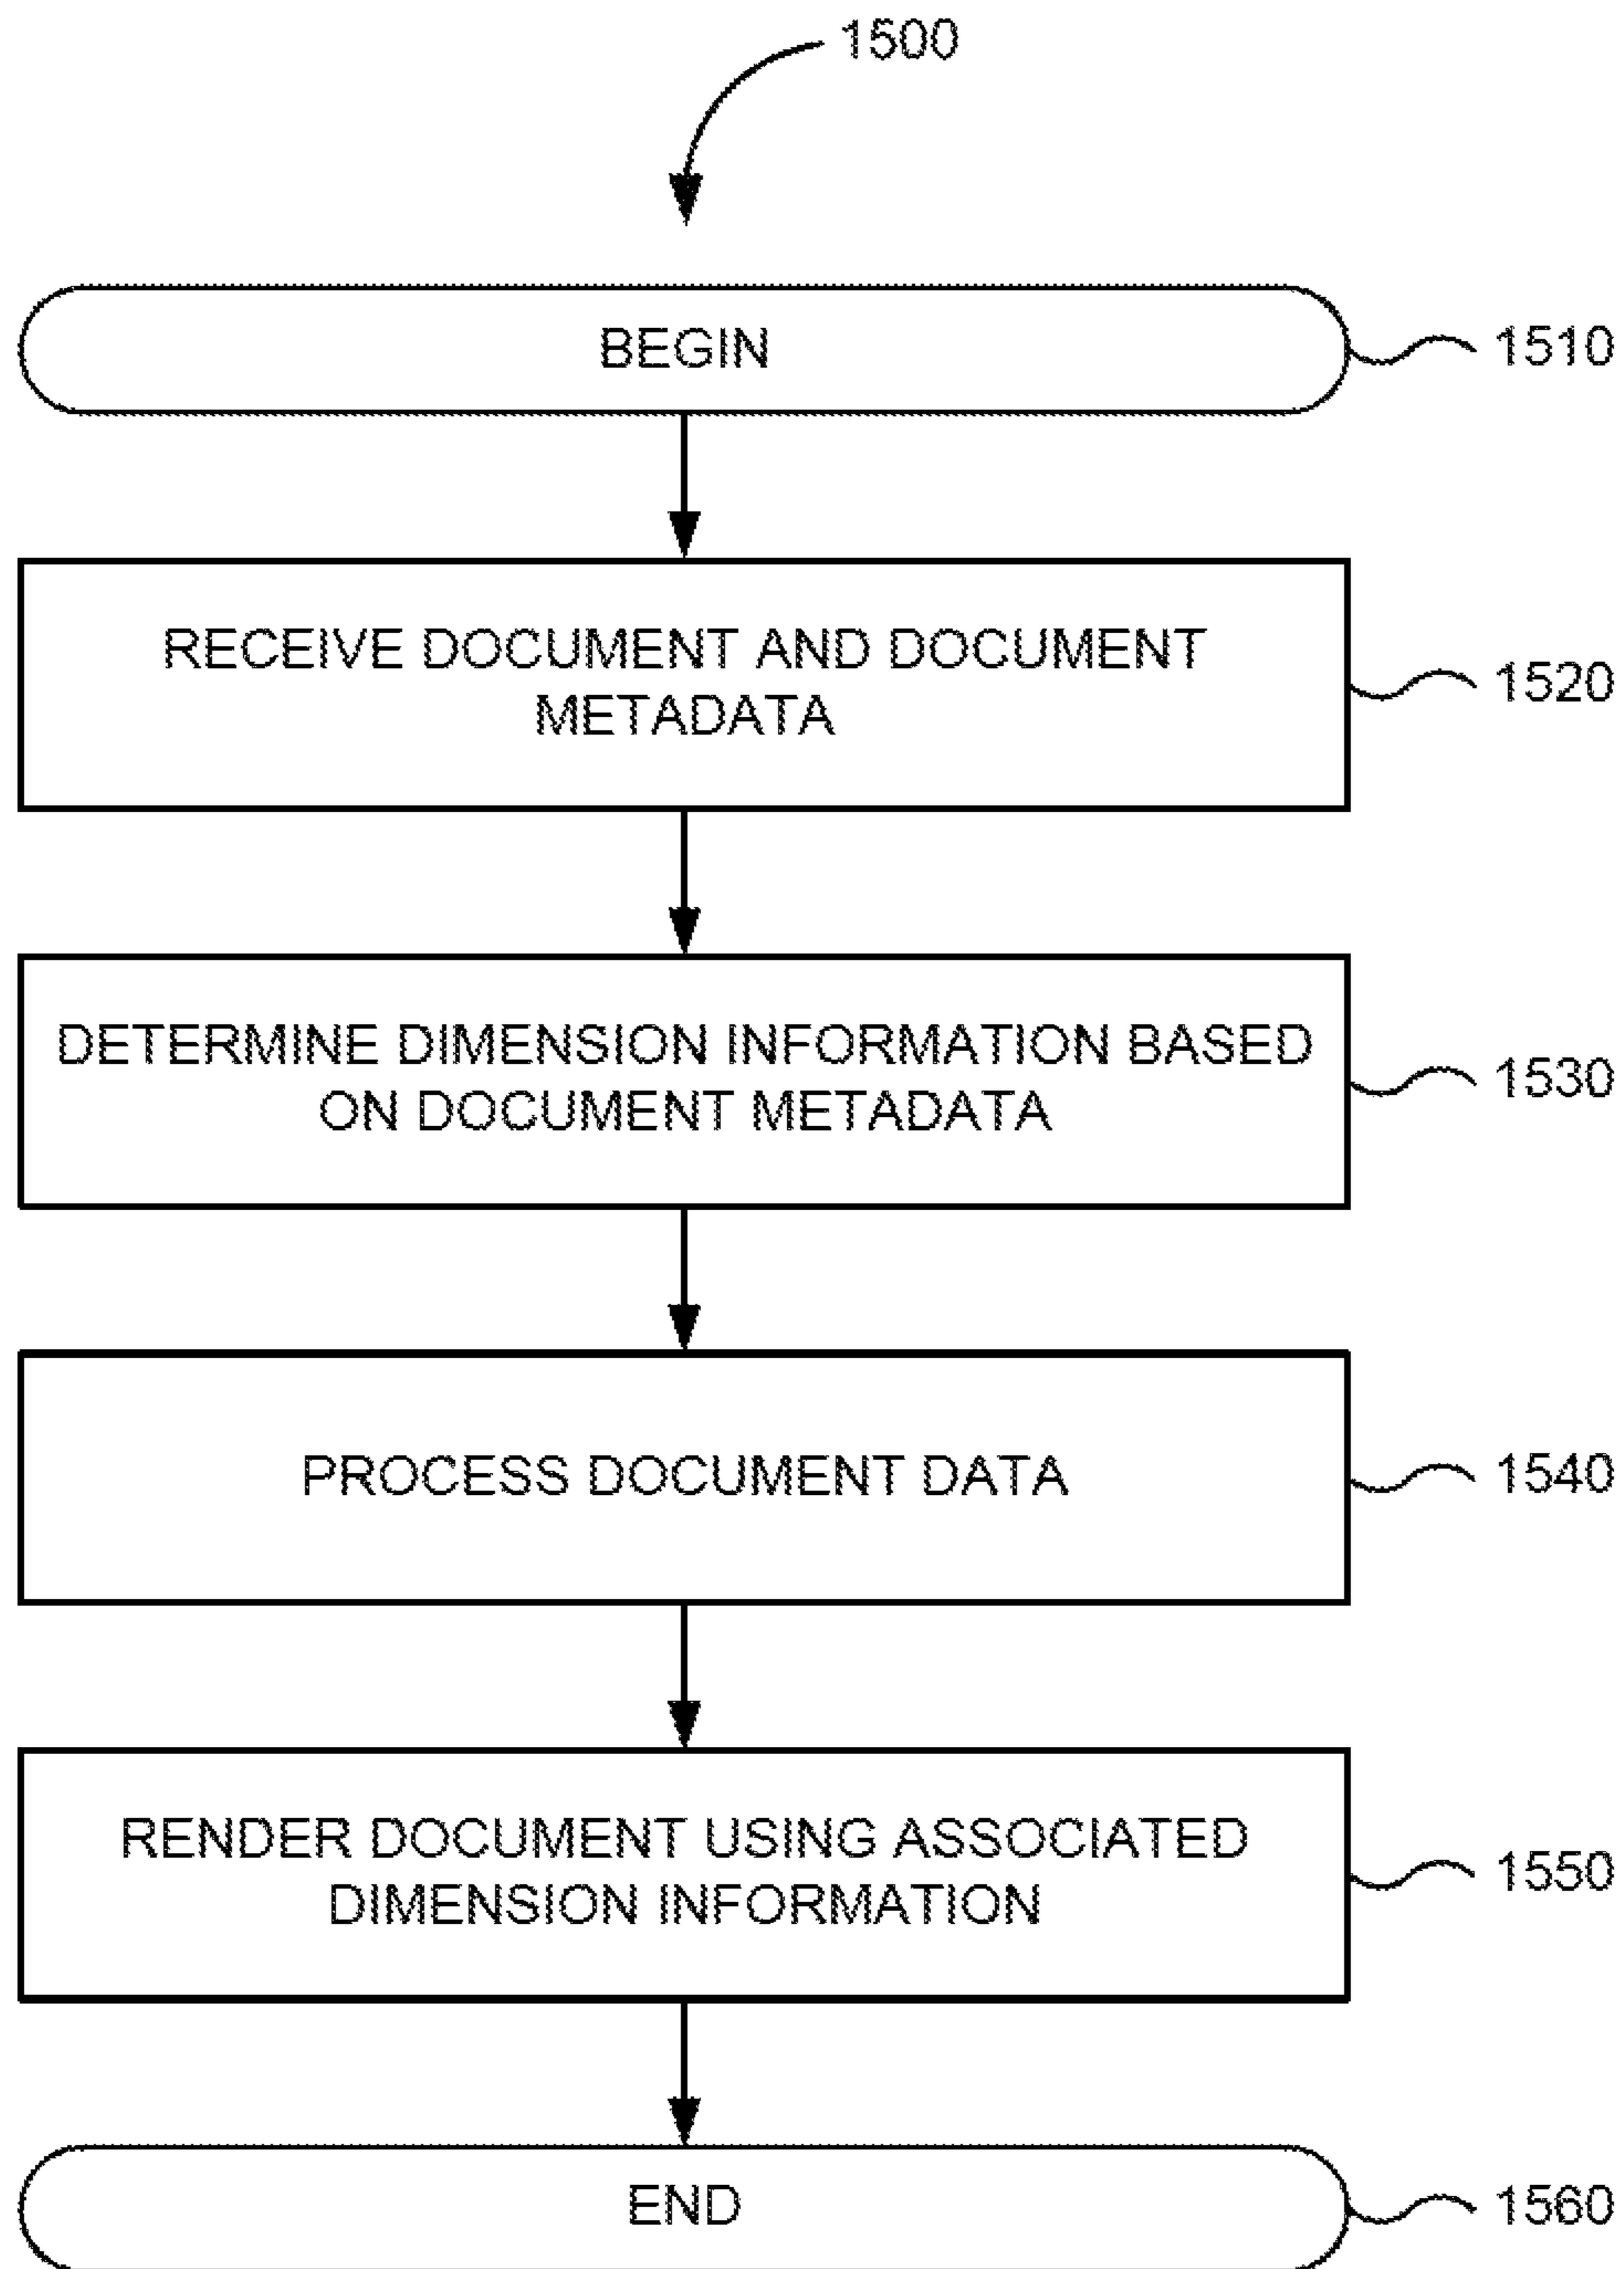 1500
BEGIN
1510
RECEIVE DOCUMENT AND DOCUMENT
METADATA
1520
DETERMINE DIMENSION INFORMATION BASED
ON DOCUMENT METADATA
1530
PROCESS DOCUMENT DATA
1540
RENDER DOCUMENT USING ASSOCIATED
DIMENSION INFORMATION
1550
END
1560